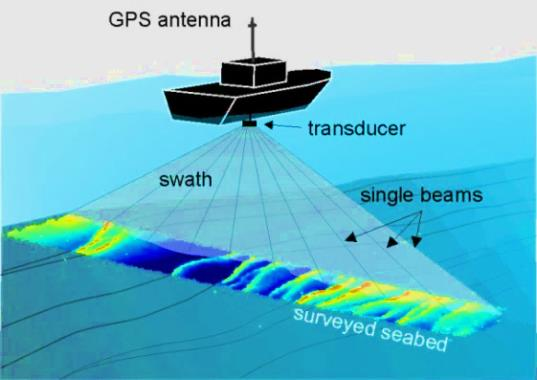 GPS antenna
transducer
swath
single beams
surveyed seabed